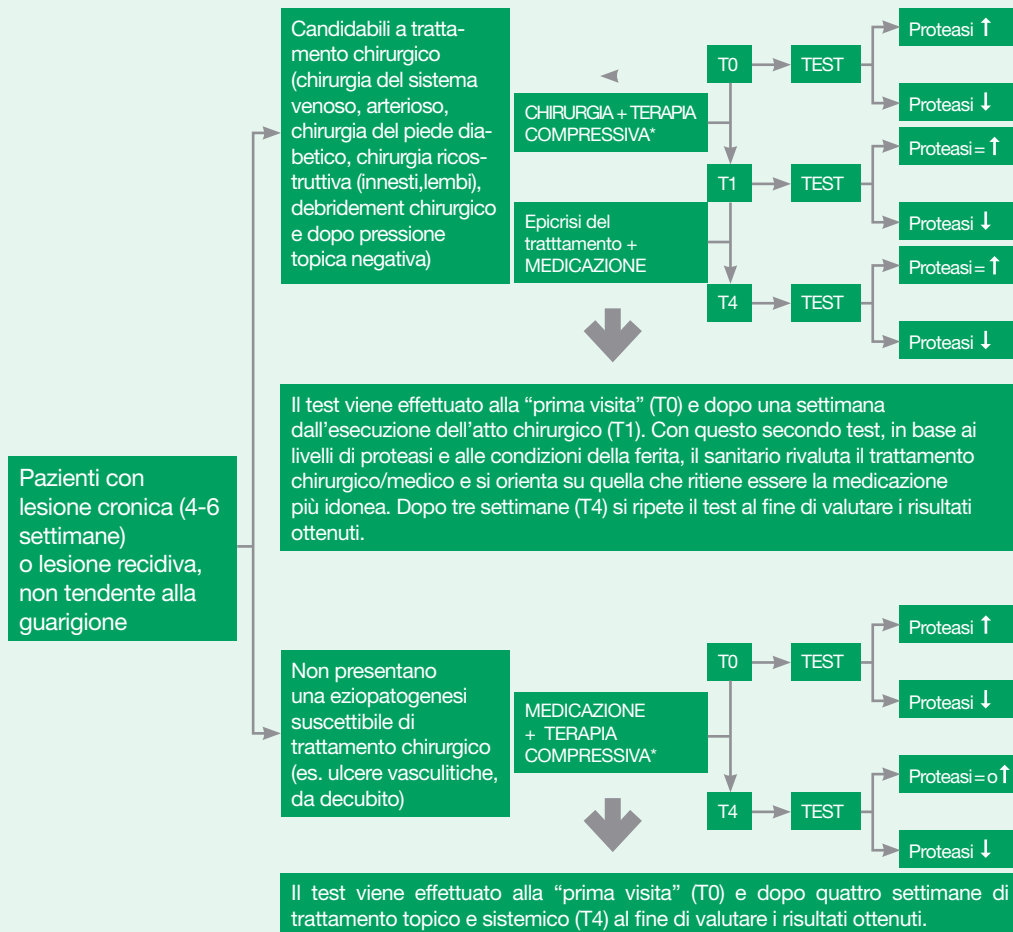 Pazienti con
lesione cronica (4-6
settimane)
o lesione recidiva,
non tendente alla
guarigione
Candidabili a tratta-
mento chirurgico
(chirurgia del sistema
venoso, arterioso,
chirurgia del piede dia-
betico, chirurgia ricos-
truttiva (innesti,lembi),
debridement chirurgico
e dopo pressione
topica negativa)
CHIRURGIA + TERAPIA
COMPRESSIVA*
Epicrisi del
tratttamento +
MEDICAZIONE
T0
TEST
Proteasi ↑
Proteasi ↓
T1
TEST
Proteasi = ↑
Proteasi ↓
T4
TEST
Proteasi = ↑
Proteasi ↓
Il test viene effettuato alla “prima visita” (T0) e dopo una settimana
dall’esecuzione dell’atto chirurgico (T1). Con questo secondo test, in base ai
livelli di proteasi e alle condizioni della ferita, il sanitario rivaluta il trattamento
chirurgico/medico e si orienta su quella che ritiene essere la medicazione
più idonea. Dopo tre settimane (T4) si ripete il test al fine di valutare i risultati
ottenuti.
Non presentano
una eziopatogenesi
suscettibile di
trattamento chirurgico
(es. ulcere vasculitiche,
da decubito)
MEDICAZIONE
+ TERAPIA
COMPRESSIVA*
T0
TEST
Proteasi ↑
Proteasi ↓
T4
TEST
Proteasi = o ↑
Proteasi ↓
Il test viene effettuato alla “prima visita” (T0) e dopo quattro settimane di
trattamento topico e sistemico (T4) al fine di valutare i risultati ottenuti.